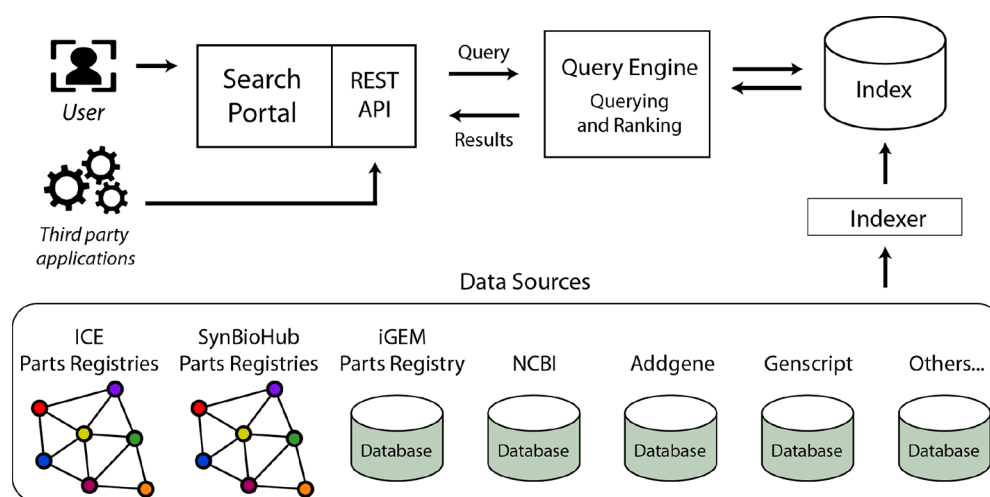 User
Search
Portal
REST
API
Query
Results
Query Engine
Querying
and Ranking
Index
Third party
applications
Indexer
Data Sources
ICE
Parts Registries
SynBioHub
Parts Registries
iGEM
Parts Registry
NCBI
Addgene
Genscript
Others...
Database
Database
Database
Database
Database